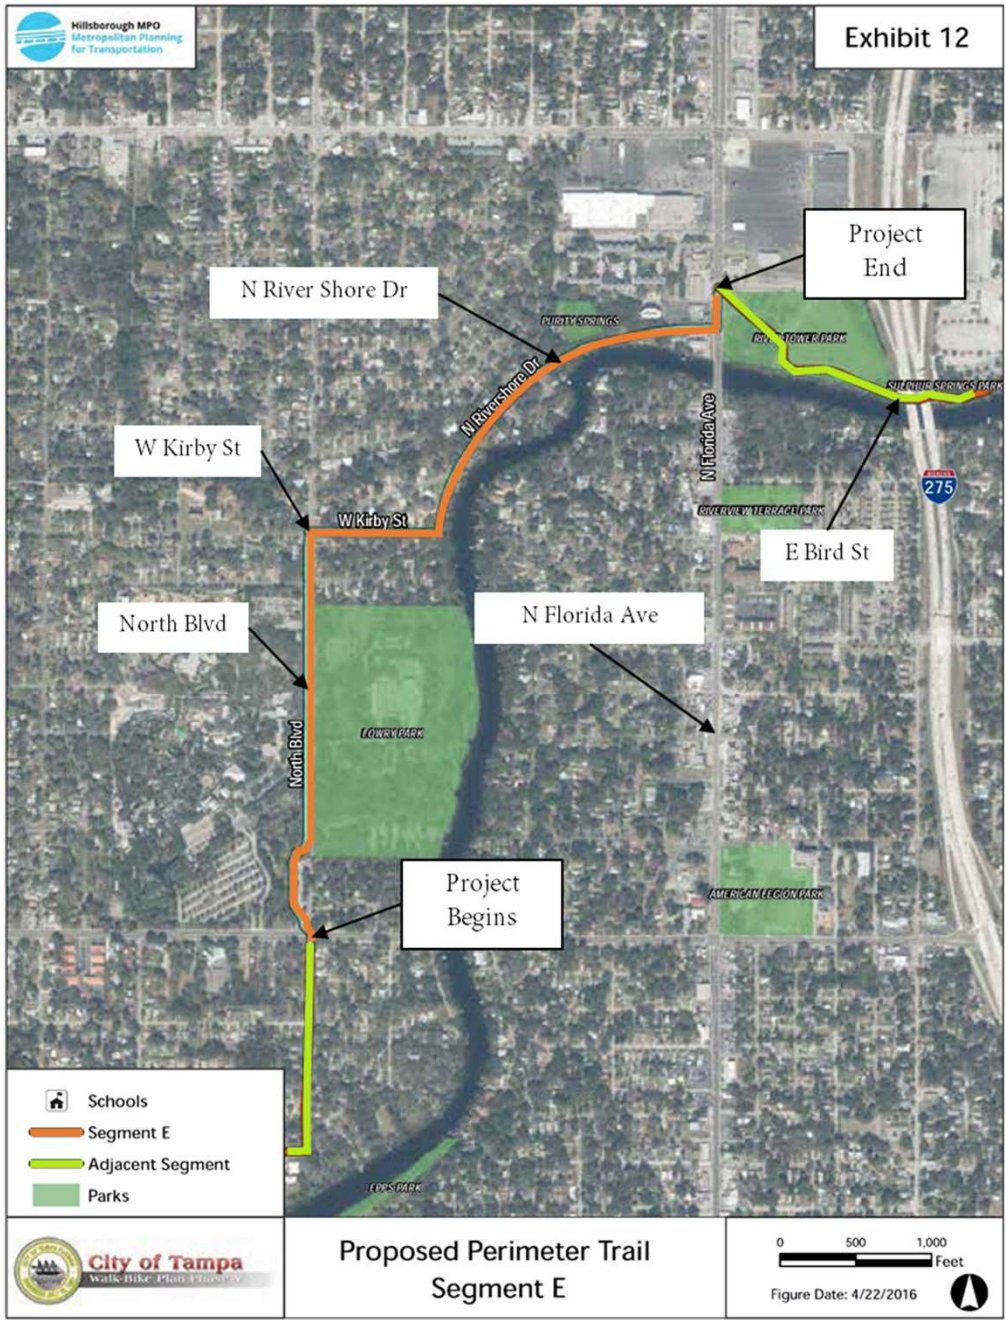 Hillsborough MPO
Metropolitan Planning
for Transportation
Exhibit 12
Project
End
N River Shore Dr
PURITY SPRINGS
RIVER TOWER PARK
SULPHUR SPRINGS PARK
N Rivershore Dr
N Florida Ave
W Kirby St
275
W Kirby St
RIVERVIEW TERRACE PARK
E Bird St
North Blvd
N Florida Ave
LOWRY PARK
North Blvd
Project
Begins
AMERICAN LEGION PARK
Schools
Segment E
Adjacent Segment
Parks
EPPS PARK
City of Tampa
Walk-Bike Plan Phase V
Proposed Perimeter Trail
Segment E
0 500 1,000
Feet
Figure Date: 4/22/2016